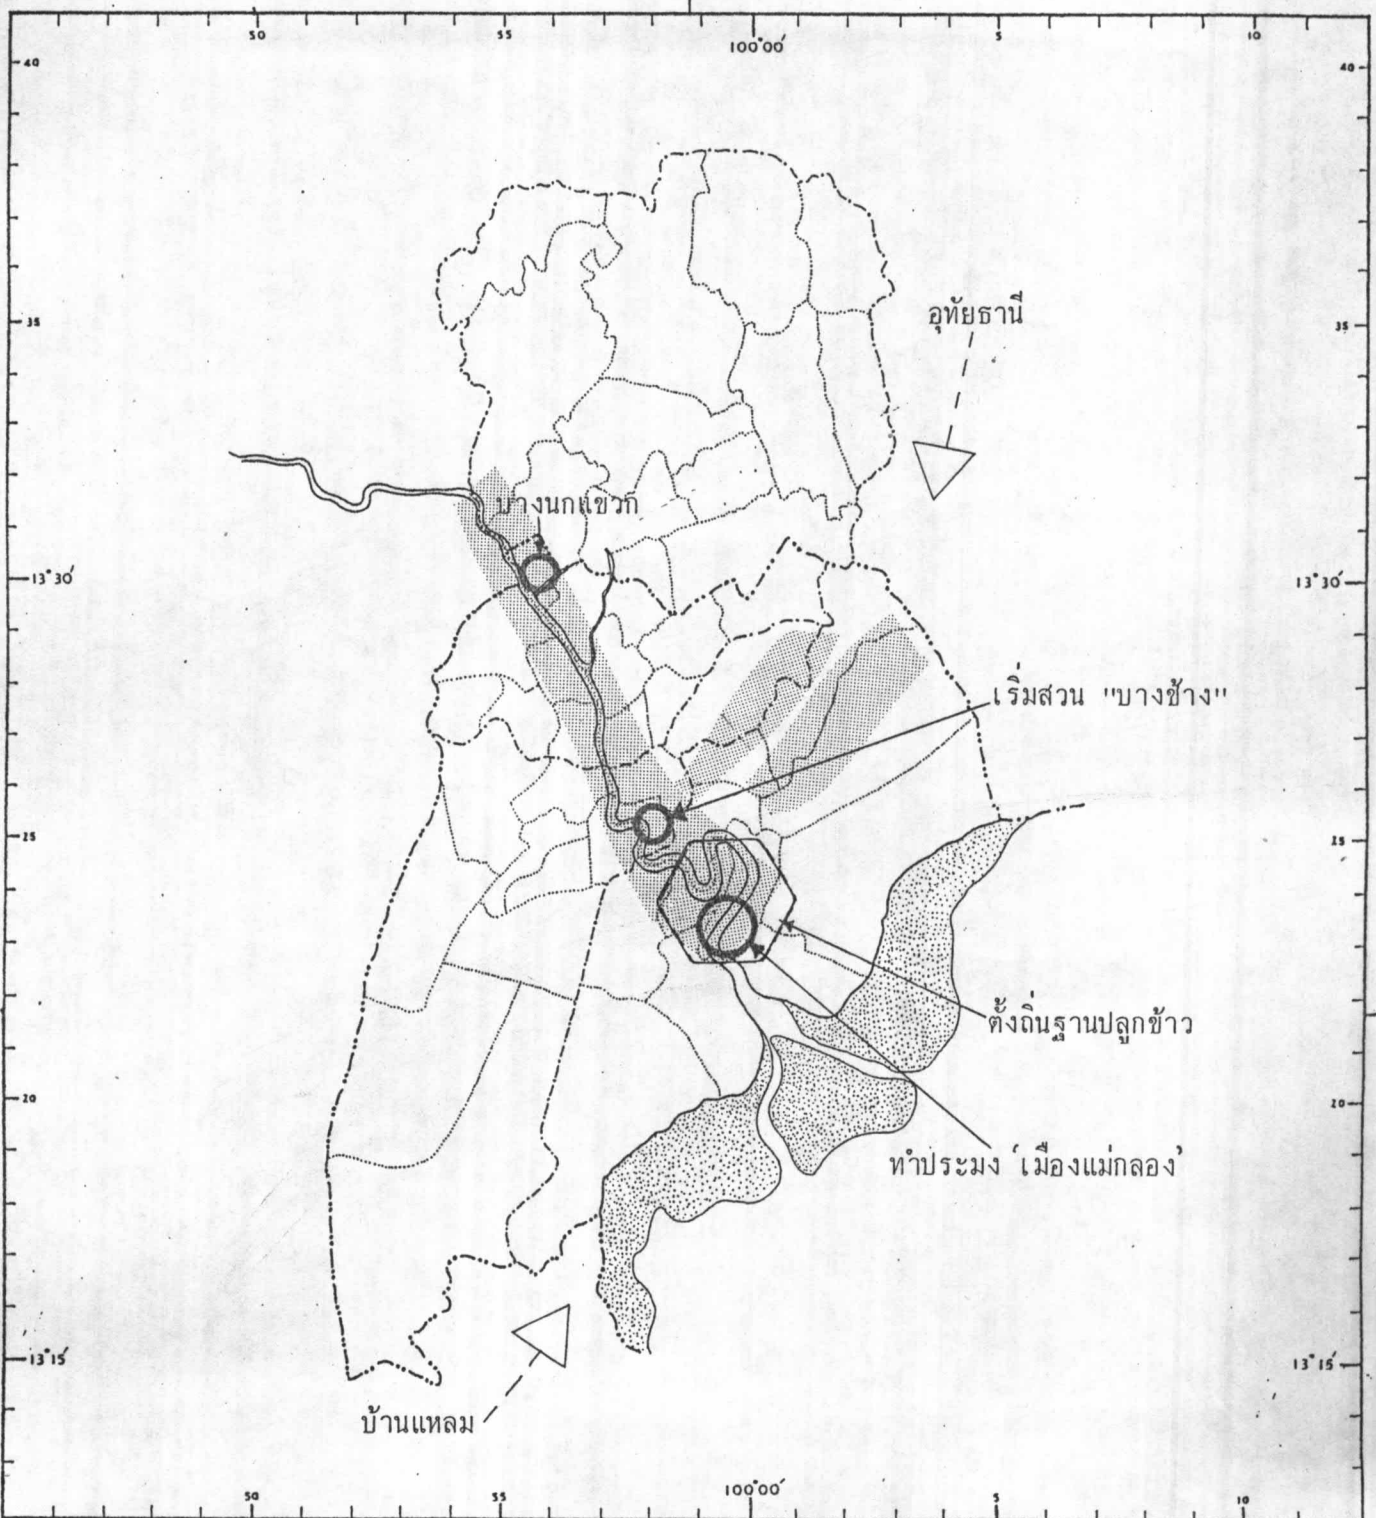 50 55 100°00′ 5 10
40 40
อุทัยธานี
35 35
บางนกแขวก
13°30′ 13°30′
เริ่มสวน "บางช้าง"
25 25
ตั้งถิ่นฐานปลูกข้าว
20 20
ทำประมง 'เมืองแม่กลอง'
13°15′ 13°15′
บ้านแหลม
50 55 100°00′ 5 10